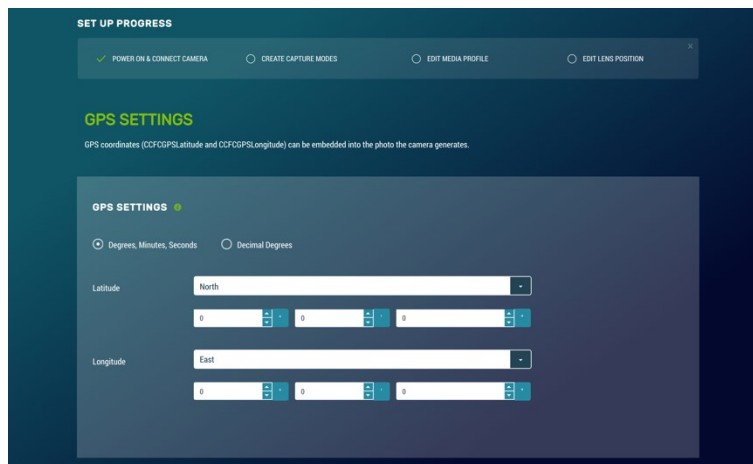 SET UP PROGRESS
POWER ON & CONNECT CAMERA CREATE CAPTURE MODES EDIT MEDIA PROFILE EDIT LENS POSITION
GPS SETTINGS
GPS coordinates (CCFCGPSLatitude and CCFCGPSLongitude) can be embedded into the photo the camera generates.
GPS SETTINGS
Degrees, Minutes, Seconds Decimal Degrees
Latitude North
0 0 0
Longitude East
0 0 0